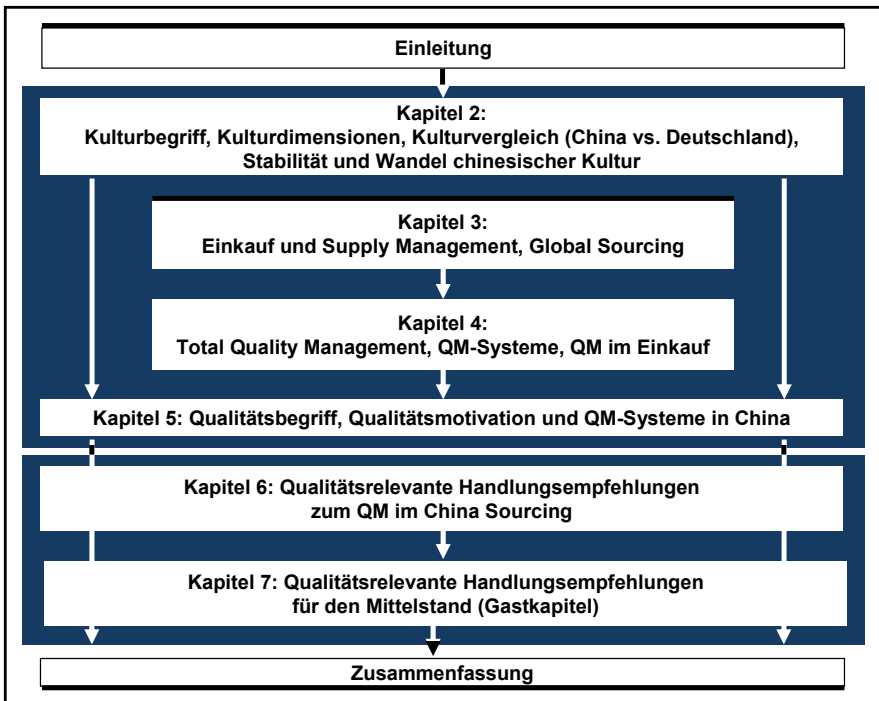 Einleitung
Kapitel 2:
Kulturbegriff, Kulturdimensionen, Kulturvergleich (China vs. Deutschland),
Stabilität und Wandel chinesischer Kultur
Kapitel 3:
Einkauf und Supply Management, Global Sourcing
Kapitel 4:
Total Quality Management, QM-Systeme, QM im Einkauf
Kapitel 5: Qualitätsbegriff, Qualitätsmotivation und QM-Systeme in China
Kapitel 6: Qualitätsrelevante Handlungsempfehlungen
zum QM im China Sourcing
Kapitel 7: Qualitätsrelevante Handlungsempfehlungen
für den Mittelstand (Gastkapitel)
Zusammenfassung